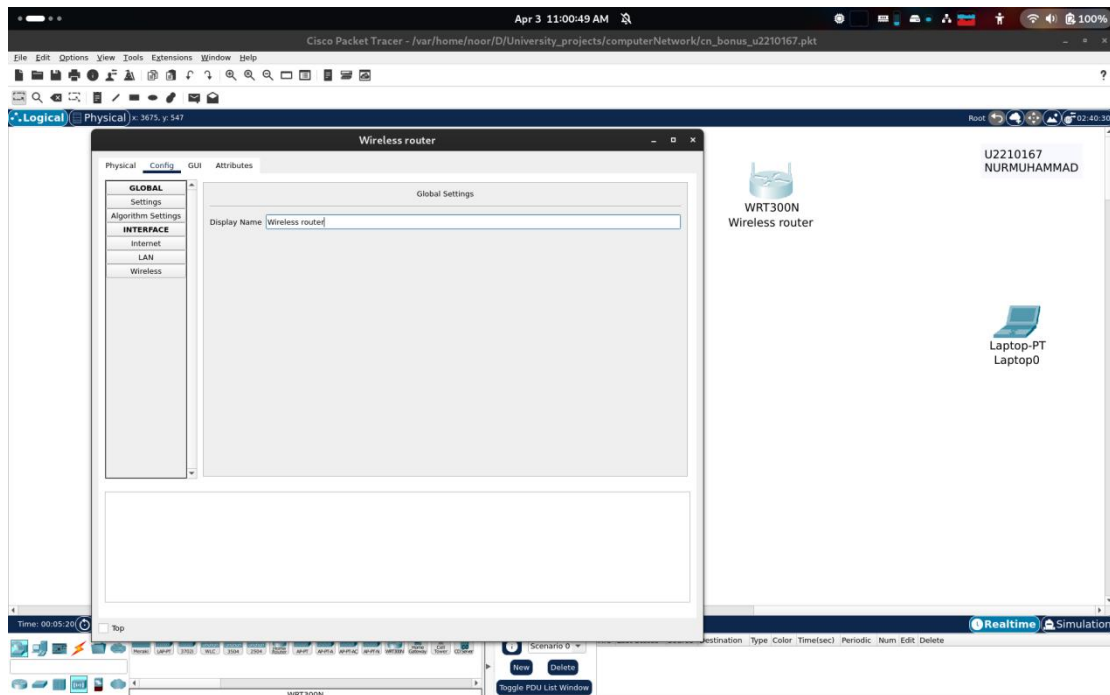 Apr 3 11:00:49 AM
100%
Cisco Packet Tracer - /var/home/noor/D/University_projects/computerNetwork/cn_bonus_u2210167.pkt
File Edit Options View Tools Extensions Window Help
?
Logical Physical x: 3675, y: 547
Root
02:40:30
Wireless router
Physical Config GUI Attributes
GLOBAL
Settings
Algorithm Settings
INTERFACE
Internet
LAN
Wireless
Global Settings
Display Name Wireless router
Top
WRT300N
Wireless router
U2210167
NURMUHAMMAD
Laptop-PT
Laptop0
Time: 00:05:20
Realtime Simulation
Scenario 0
New Delete
Toggle PDU List Window
Destination Type Color Time(sec) Periodic Num Edit Delete
WRT300N